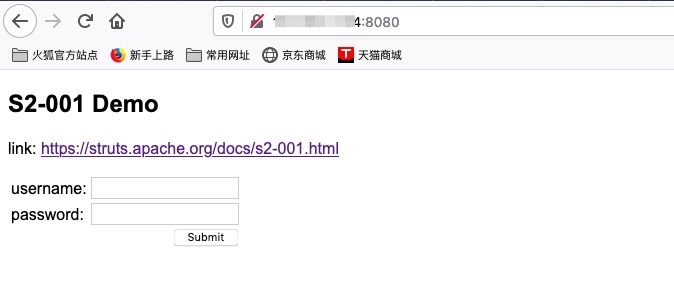 4:8080
火狐官方站点 新手上路 常用网址 京东商城 天猫商城
S2-001 Demo
link: https://struts.apache.org/docs/s2-001.html
username:
password:
Submit